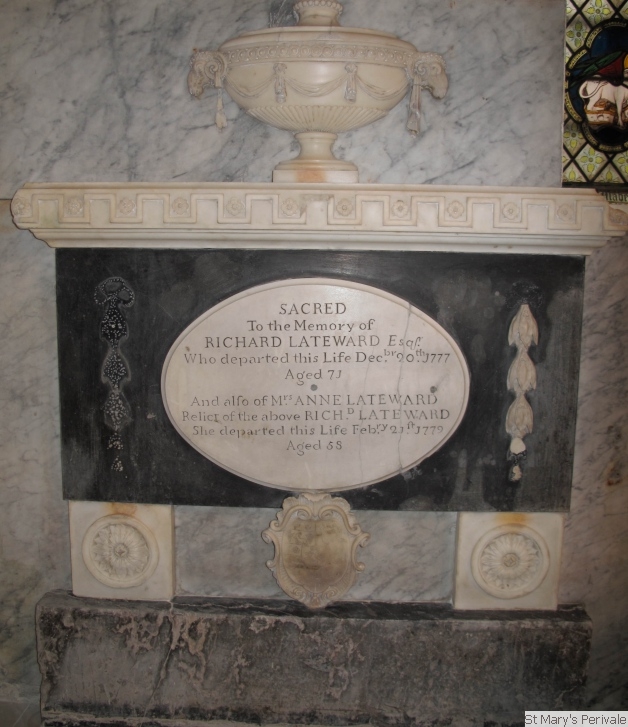 SACRED
To the Memory of
RICHARD LATEWARD Esqr.
Who departed this Life Decbr. 20th 1777
Aged 71
And also of Mrs ANNE LATEWARD
Relict of the above RICHD. LATEWARD
She departed this Life Febry. 21st 1779
Aged 58
St Mary's Perivale